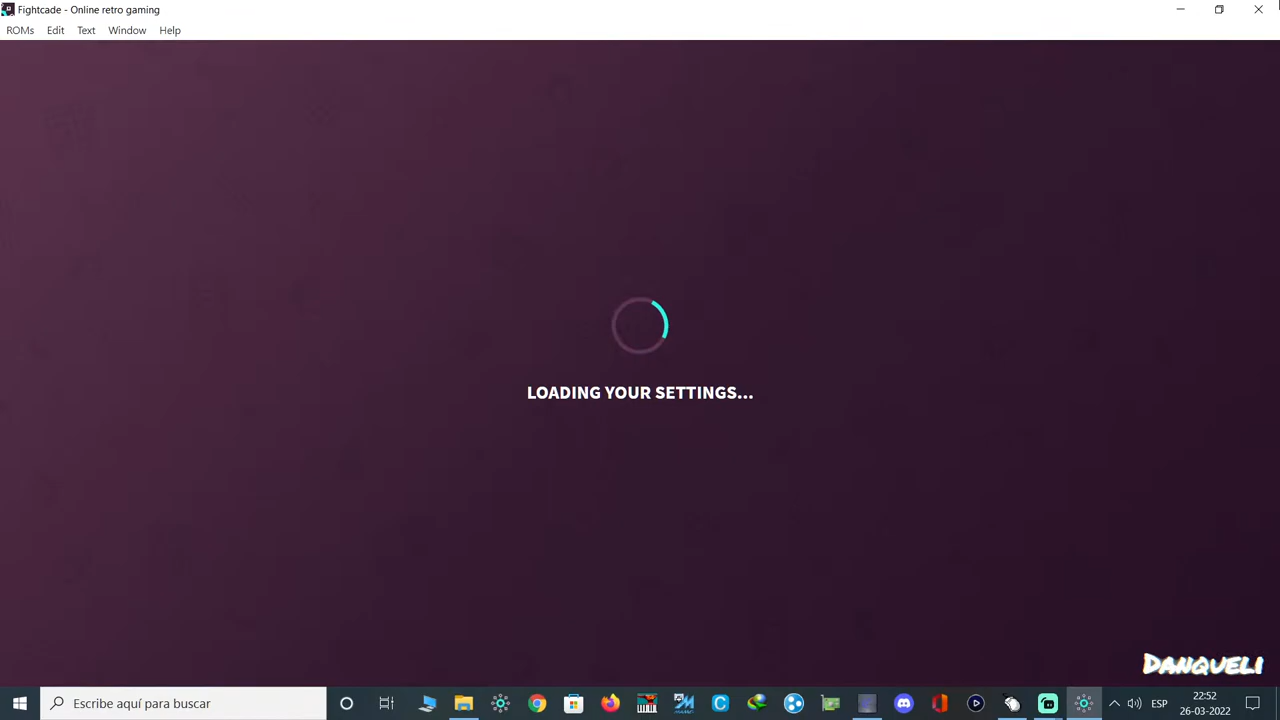 Fightcade - Online retro gaming
ROMs Edit Text Window Help
LOADING YOUR SETTINGS...
DANQUELI
Escribe aquí para buscar
ESP
22:52
26-03-2022